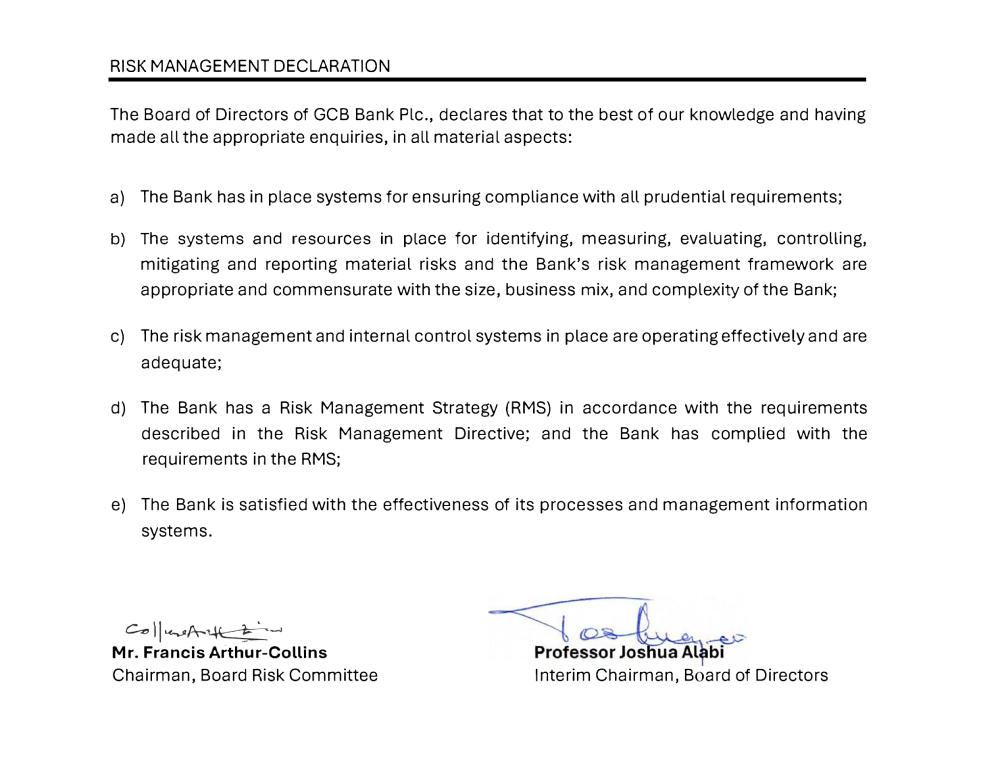 RISK MANAGEMENT DECLARATION
The Board of Directors of GCB Bank Plc., declares that to the best of our knowledge and having
made all the appropriate enquiries, in all material aspects:
a) The Bank has in place systems for ensuring compliance with all prudential requirements;
b) The systems and resources in place for identifying, measuring, evaluating, controlling,
mitigating and reporting material risks and the Bank's risk management framework are
appropriate and commensurate with the size, business mix, and complexity of the Bank;
c) The risk management and internal control systems in place are operating effectively and are
adequate;
d) The Bank has a Risk Management Strategy (RMS) in accordance with the requirements
described in the Risk Management Directive; and the Bank has complied with the
requirements in the RMS;
e) The Bank is satisfied with the effectiveness of its processes and management information
systems.
Mr. Francis Arthur-Collins
Chairman, Board Risk Committee
Professor Joshua Alabi
Interim Chairman, Board of Directors